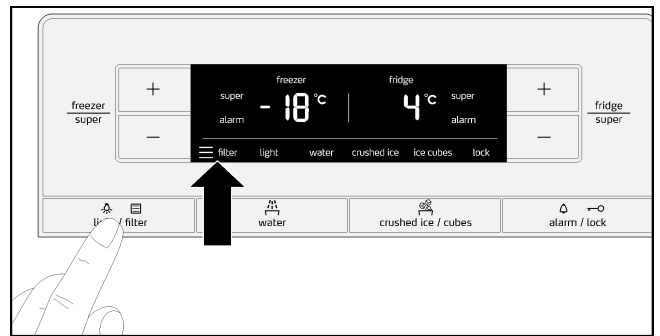 freezer fridge
super super
- 18 °C 4 °C
alarm alarm
filter light water crushed ice ice cubes lock
+ +
freezer fridge
super super
− −
light / filter water crushed ice / cubes alarm / lock